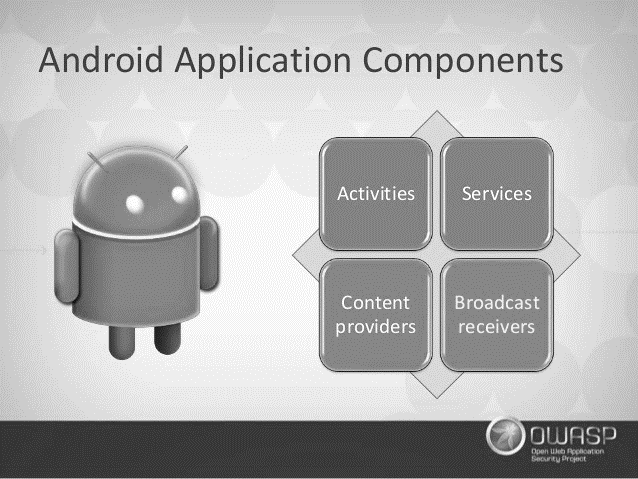 Android Application Components
Activities
Services
Content
providers
Broadcast
receivers
OWASP
Open Web Application
Security Project